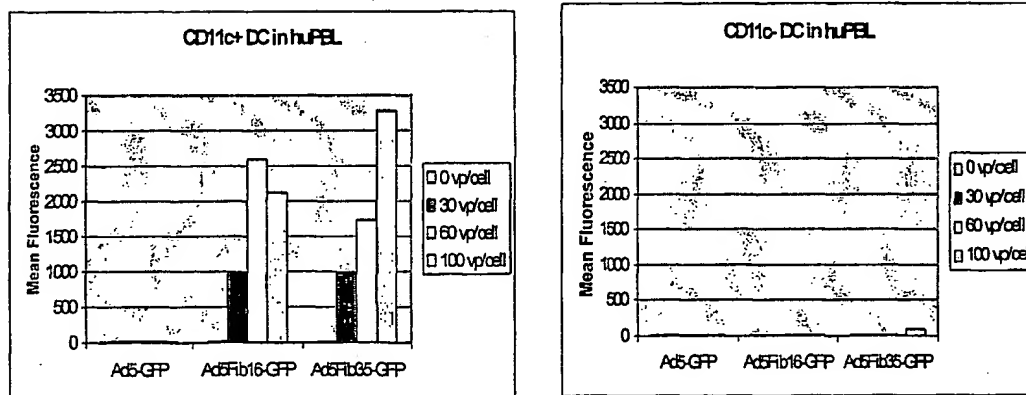 CD11c+ DC in huPBL
Mean Fluorescence
3500
3000
2500
2000
1500
1000
500
0
Ad5-GFP
Ad5Fib16-GFP
Ad5Fib35-GFP
0 vp/cell
30 vp/cell
60 vp/cell
100 vp/cell
CD11c- DC in huPBL
Mean Fluorescence
3500
3000
2500
2000
1500
1000
500
0
Ad5-GFP
Ad5Fib16-GFP
Ad5Fib35-GFP
0 vp/cell
30 vp/cell
60 vp/cell
100 vp/cell